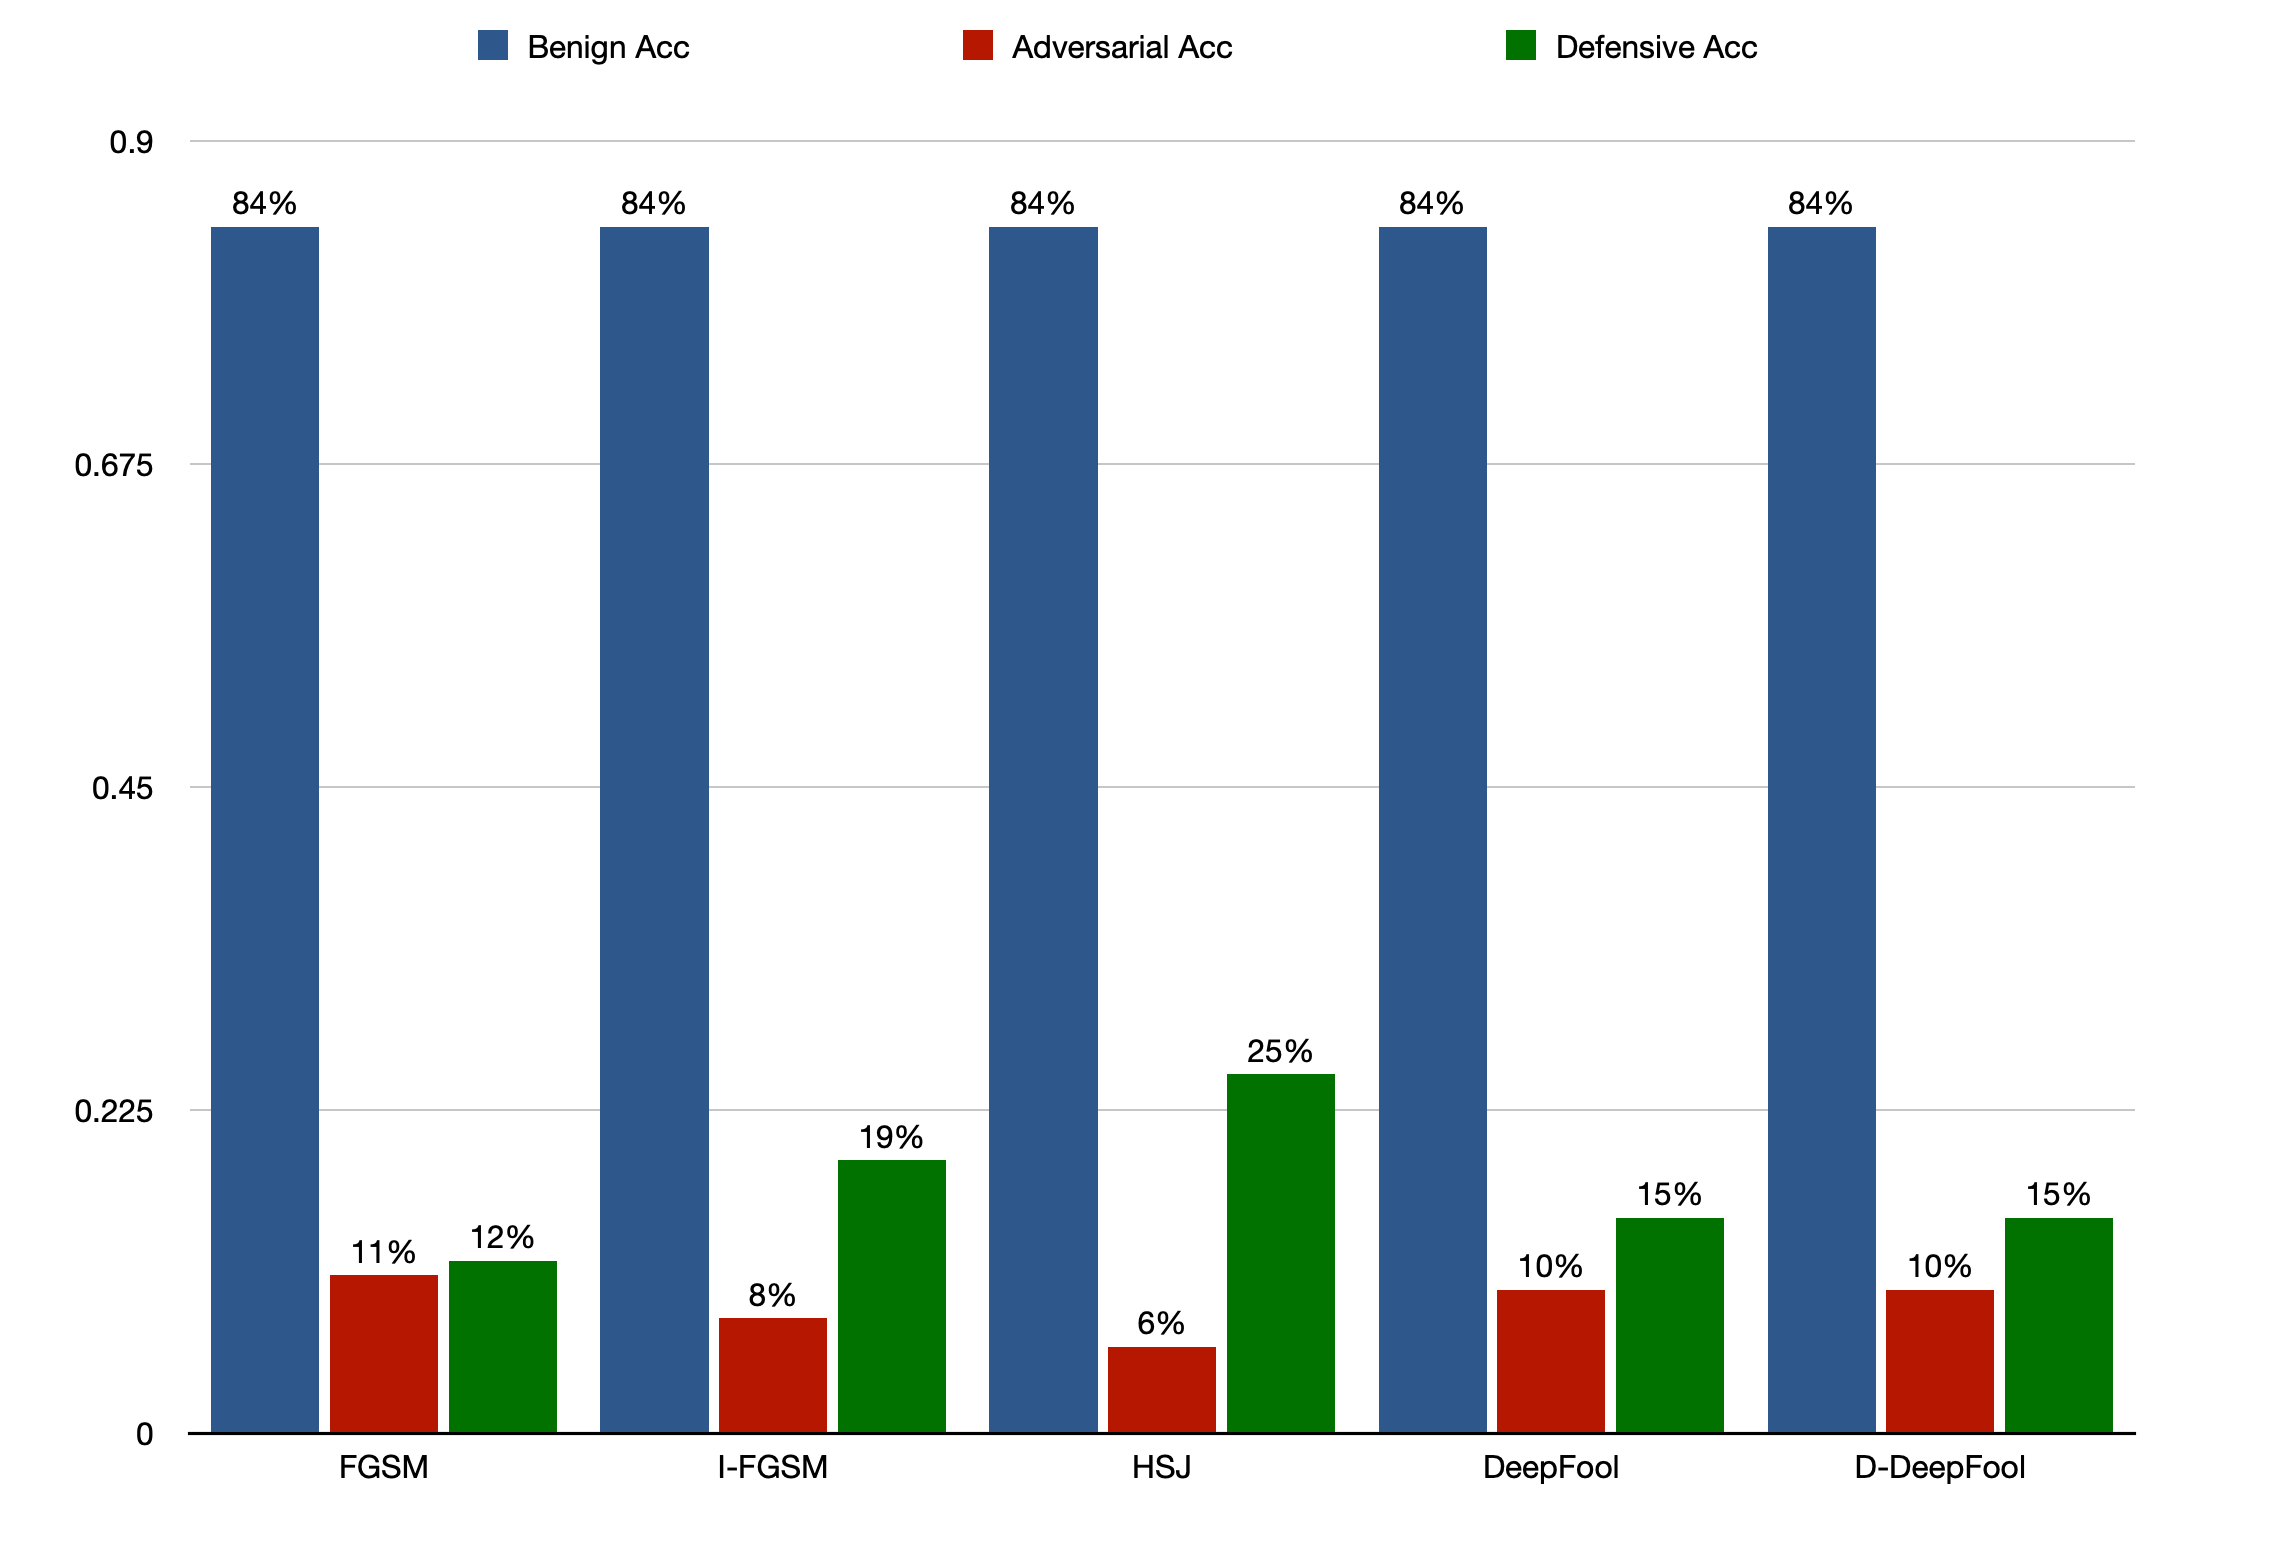 Benign Acc Adversarial Acc Defensive Acc
0.9
84% 84% 84% 84% 84%
0.675
0.45
25%
0.225
19%
15% 15%
11% 12% 10% 10%
8% 6%
0
FGSM I-FGSM HSJ DeepFool D-DeepFool